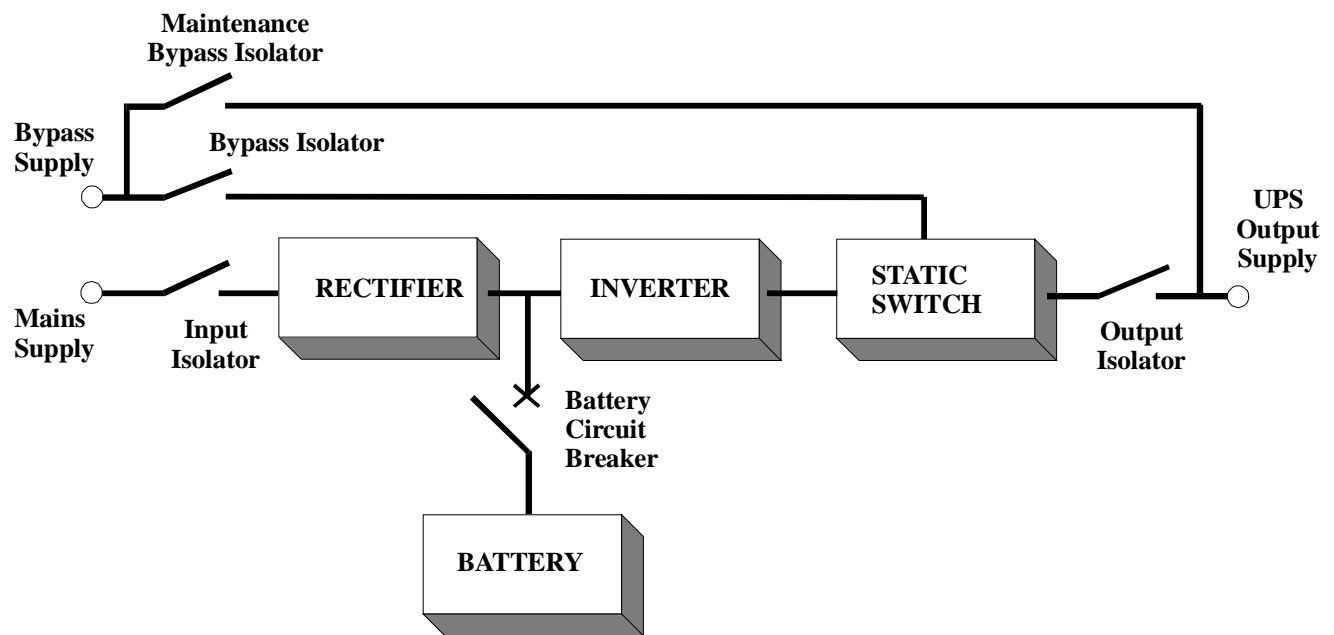 Maintenance
Bypass Isolator
Bypass
Supply
Bypass Isolator
UPS
Output
Supply
RECTIFIER
INVERTER
STATIC
SWITCH
Mains
Supply
Input
Isolator
Output
Isolator
Battery
Circuit
Breaker
BATTERY